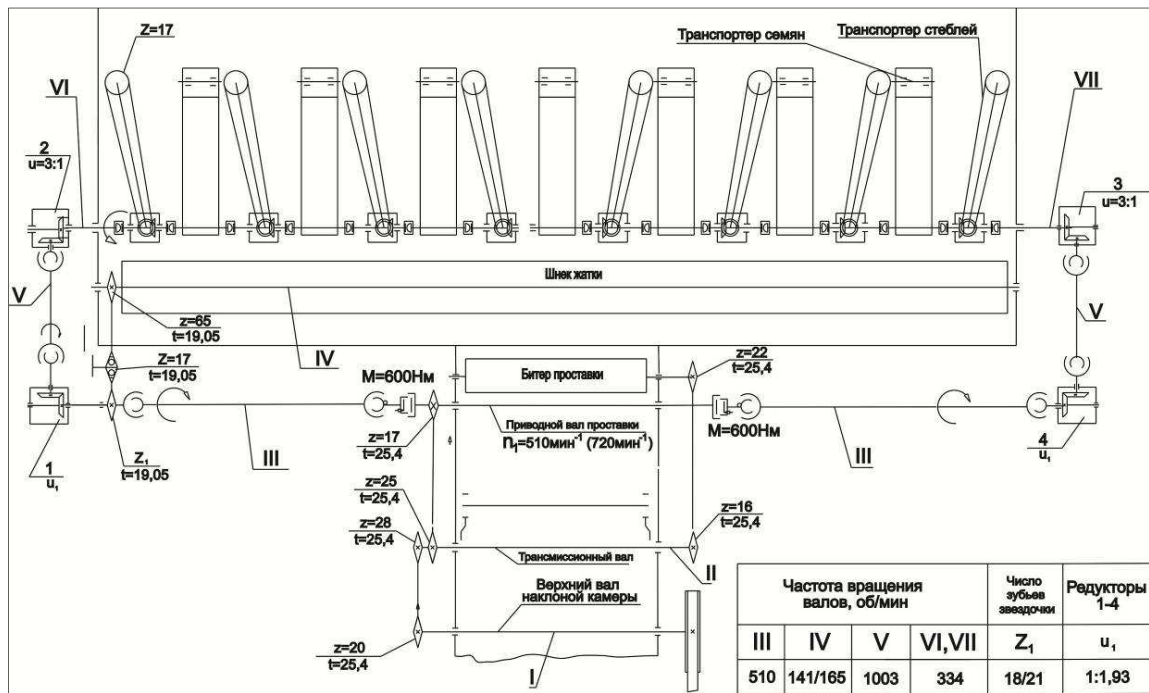 Z=17
Транспортер семян
Транспортер стеблей
VI
VII
2
u=3:1
3
u=3:1
Шнек жатки
V
V
z=65
t=19,05
IV
Z=17
t=19,05
z=22
t=25,4
Битер проставки
M=600Нм
Приводной вал проставки
n₁=510мин⁻¹ (720мин⁻¹)
M=600Нм
z=17
t=25,4
1
u₁
Z₁
t=19,05
III
III
4
u₁
z=25
t=25,4
z=28
t=25,4
z=16
t=25,4
Трансмиссионный вал
II
Верхний вал
наклоной камеры
z=20
t=25,4
I
Частота вращения валов, об/мин
Число зубьев звездочки
Редукторы 1-4
III IV V VI,VII Z₁ u₁
510 141/165 1003 334 18/21 1:1,93